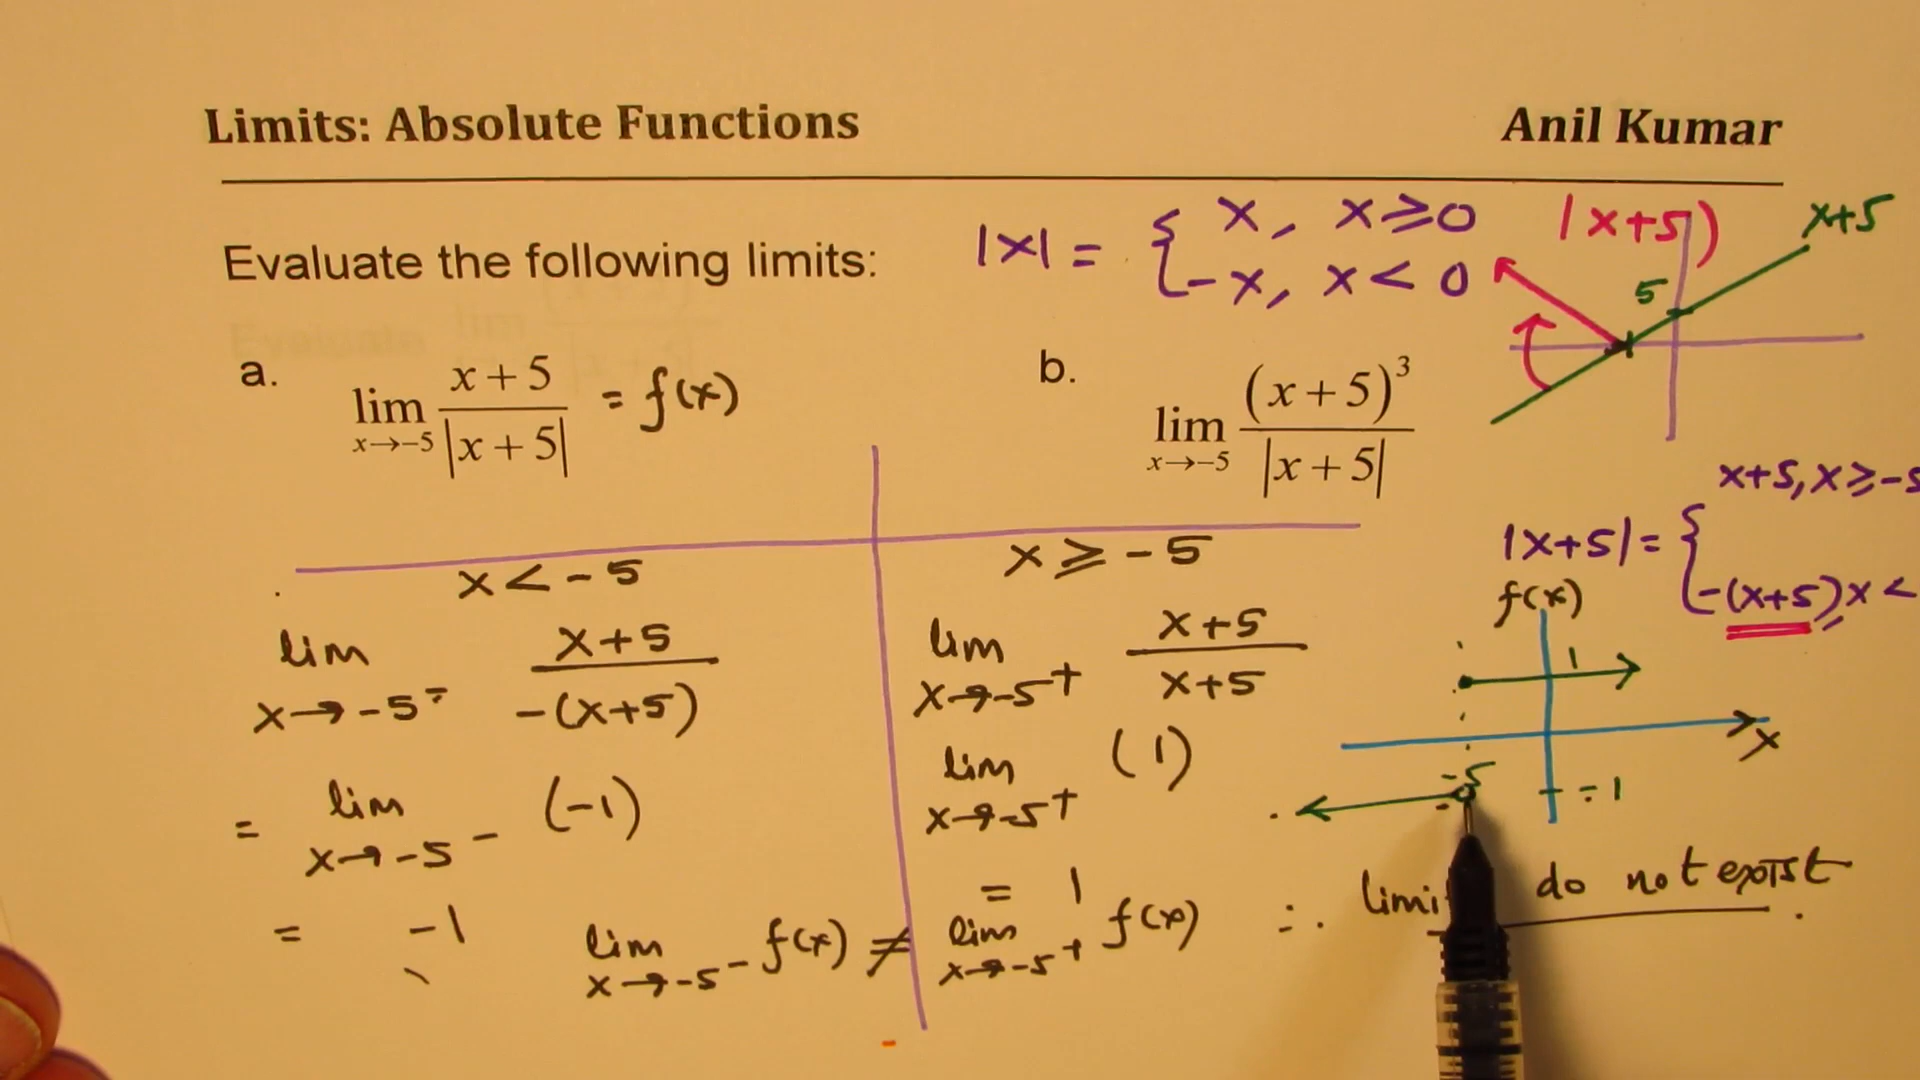 Limits: Absolute Functions Anil Kumar
Evaluate the following limits:
|x| = { x, x ≥ 0
-x, x < 0
|x+5|
x+5
5
a. lim x→-5 x+5 / |x+5| = f(x)
b. lim x→-5 (x+5)³ / |x+5|
|x+5| = { x+5, x ≥ -5
-(x+5), x <
x < -5
lim x→-5⁻ x+5 / -(x+5)
= lim x→-5⁻ (-1)
= -1
x ≥ -5
lim x→-5⁺ x+5 / x+5
lim x→-5⁺ (1)
= 1
f(x)
1
x
-5
-1
lim x→-5⁻ f(x) ≠ lim x→-5⁺ f(x) ∴ limi do not exist.